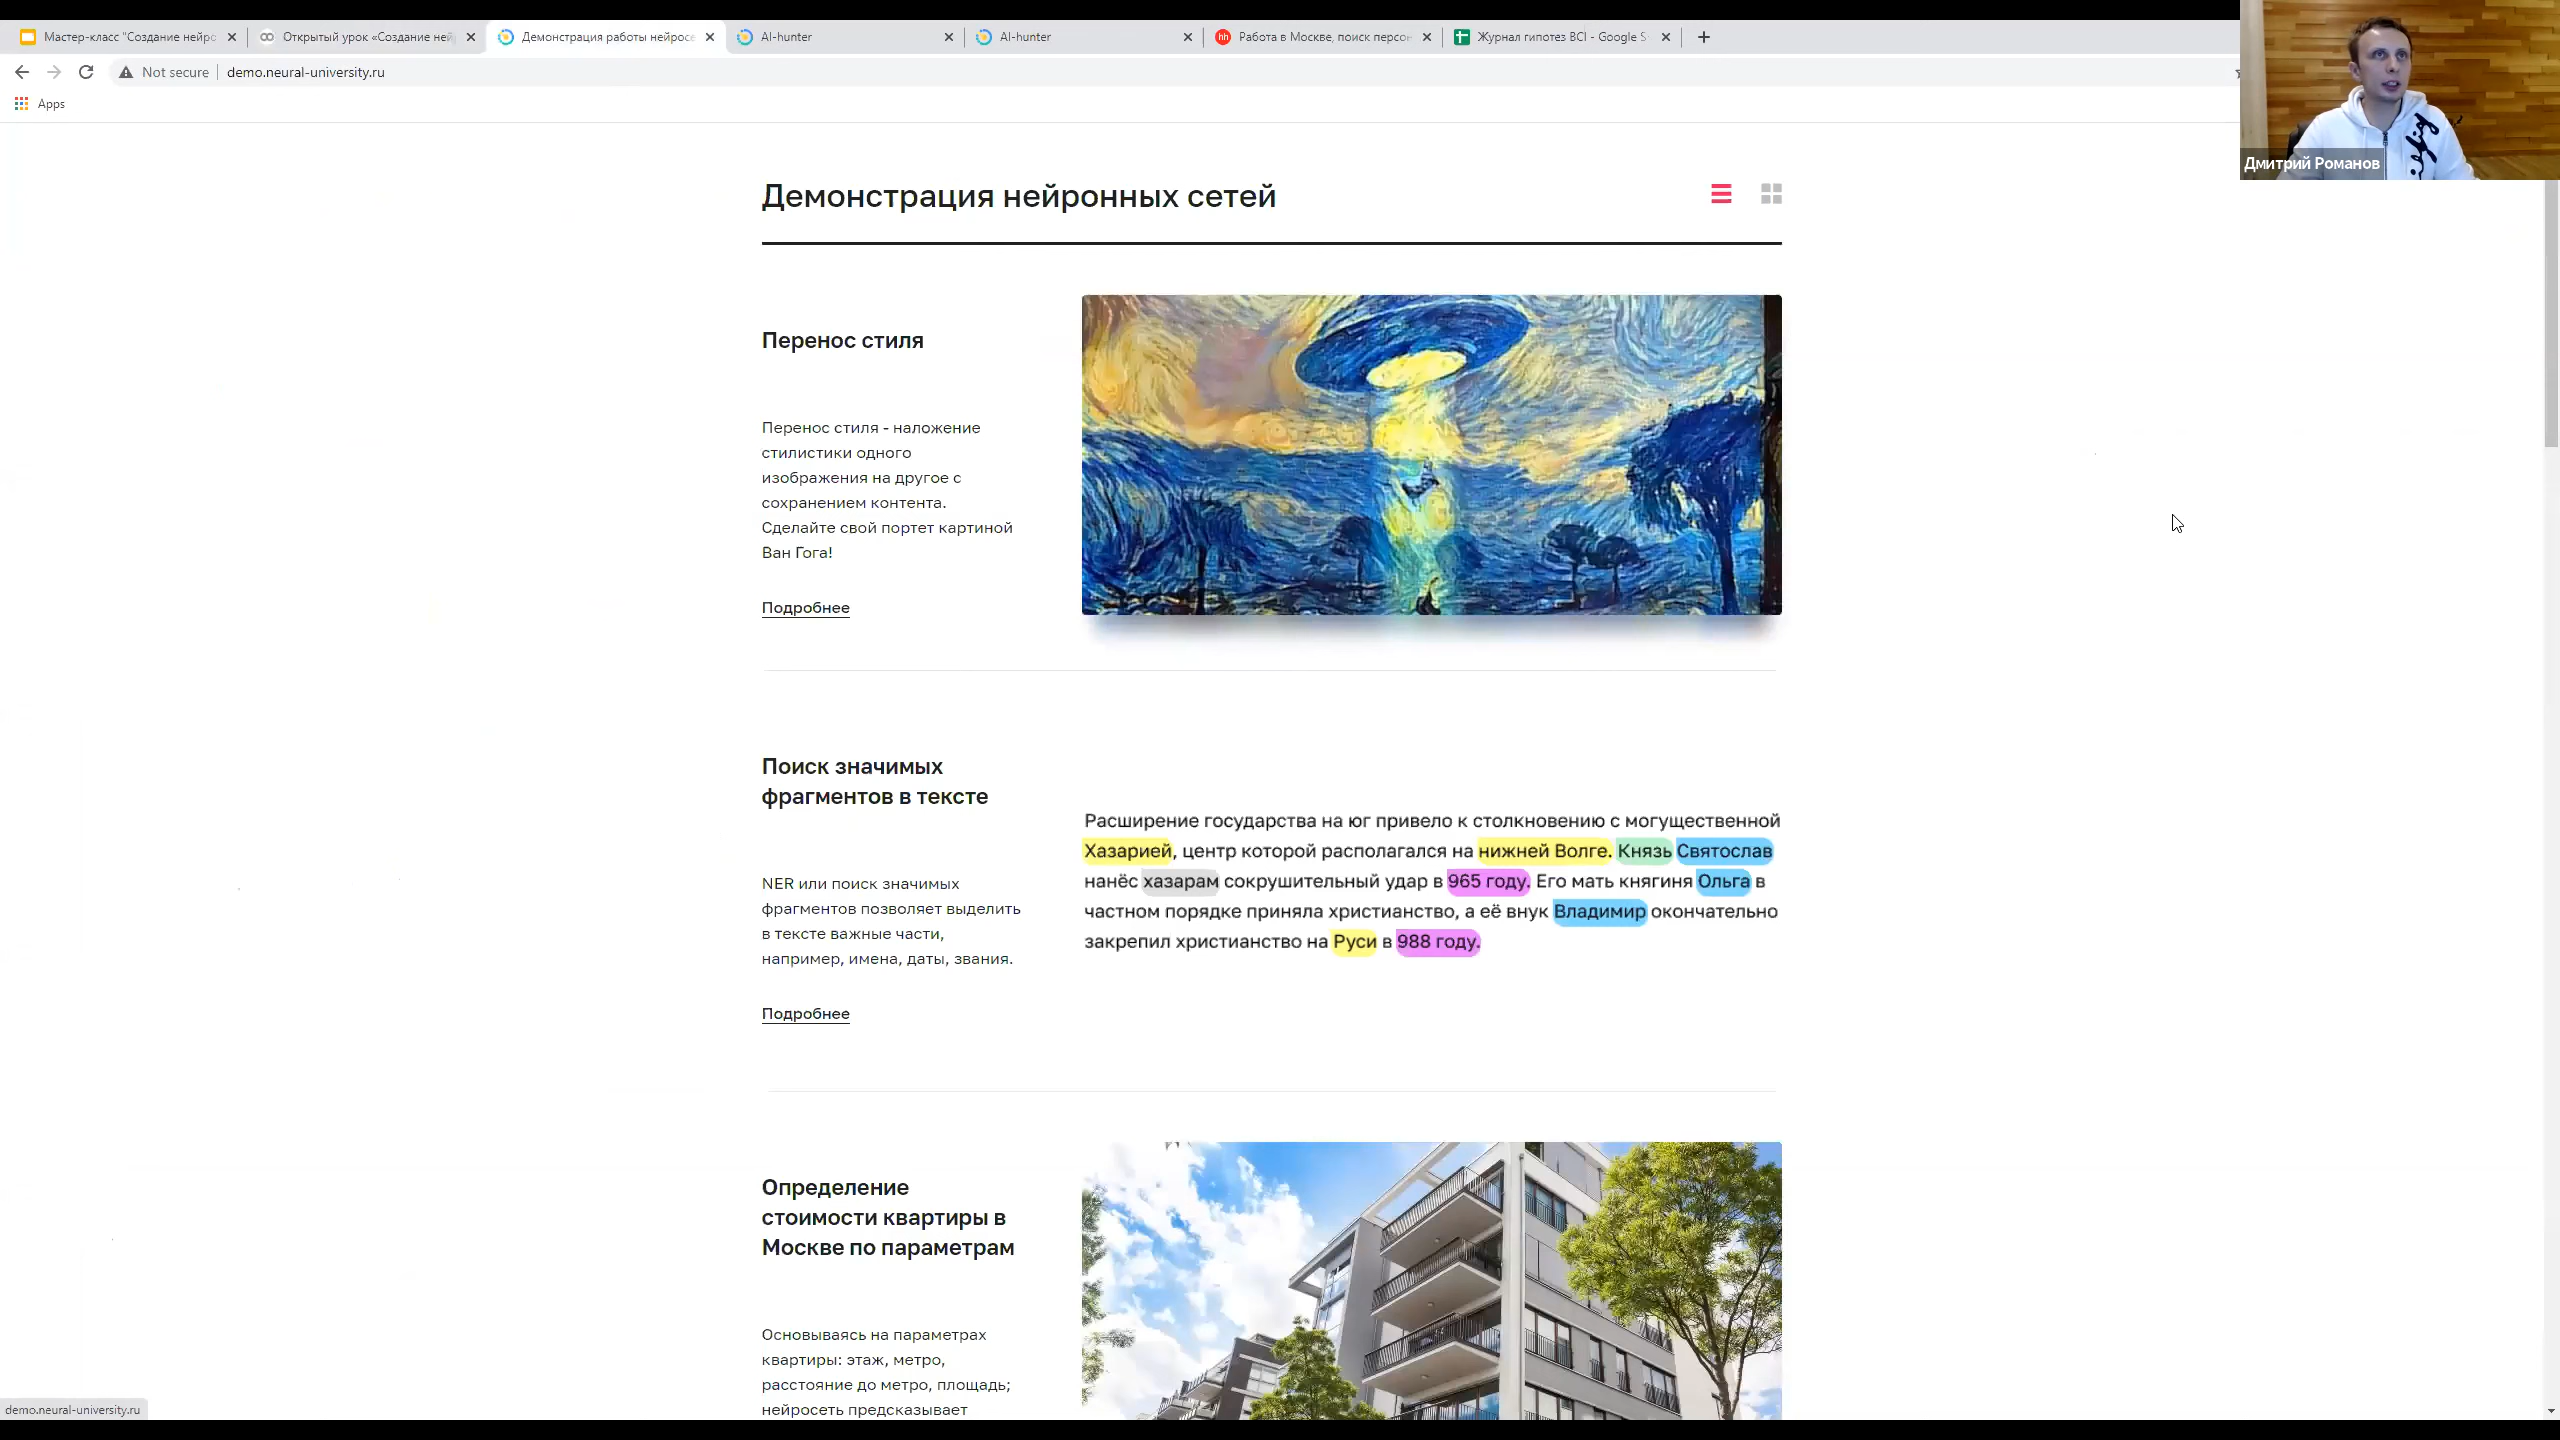 Мастер-класс "Создание нейро
Открытый урок «Создание ней
Демонстрация работы нейросе
AI-hunter
AI-hunter
Работа в Москве, поиск персон
Журнал гипотез BCI - Google S
Not secure
demo.neural-university.ru
Apps
Дмитрий Романов
Демонстрация нейронных сетей
Перенос стиля
Перенос стиля - наложение
стилистики одного
изображения на другое с
сохранением контента.
Сделайте свой портет картиной
Ван Гога!
Подробнее
Поиск значимых
фрагментов в тексте
NER или поиск значимых
фрагментов позволяет выделить
в тексте важные части,
например, имена, даты, звания.
Подробнее
Расширение государства на юг привело к столкновению с могущественной
Хазарией, центр которой располагался на нижней Волге. Князь Святослав
нанёс хазарам сокрушительный удар в 965 году. Его мать княгиня Ольга в
частном порядке приняла христианство, а её внук Владимир окончательно
закрепил христианство на Руси в 988 году.
Определение
стоимости квартиры в
Москве по параметрам
Основываясь на параметрах
квартиры: этаж, метро,
расстояние до метро, площадь;
нейросеть предсказывает
demo.neural-university.ru